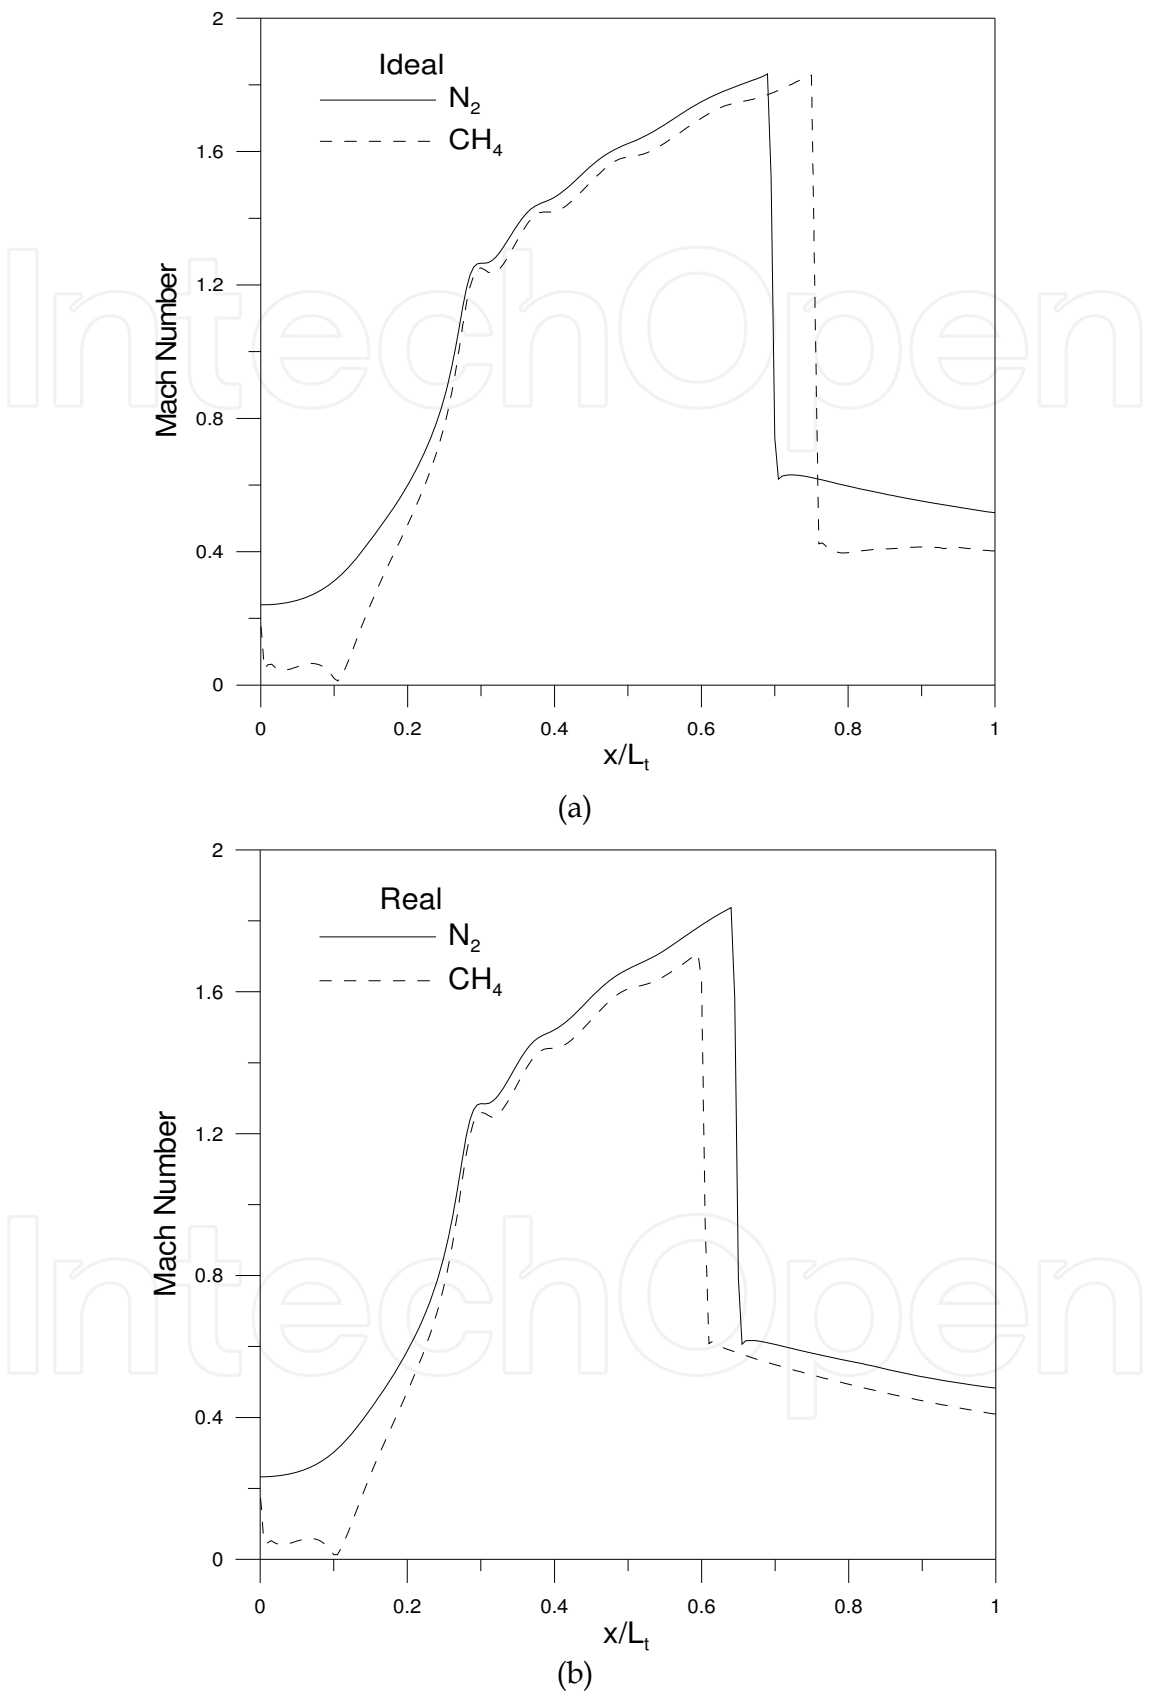 2
Ideal
N₂
CH₄
1.6
1.2
Mach Number
0.8
0.4
0
0 0.2 0.4 0.6 0.8 1
x/Lₜ
(a)
2
Real
N₂
CH₄
1.6
1.2
Mach Number
0.8
0.4
0
0 0.2 0.4 0.6 0.8 1
x/Lₜ
(b)
IntechOpen
IntechOpen